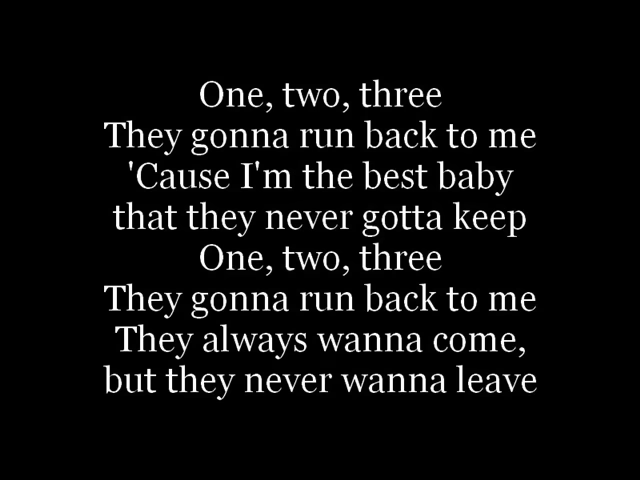 One, two, three
They gonna run back to me
'Cause I'm the best baby
that they never gotta keep
One, two, three
They gonna run back to me
They always wanna come,
but they never wanna leave